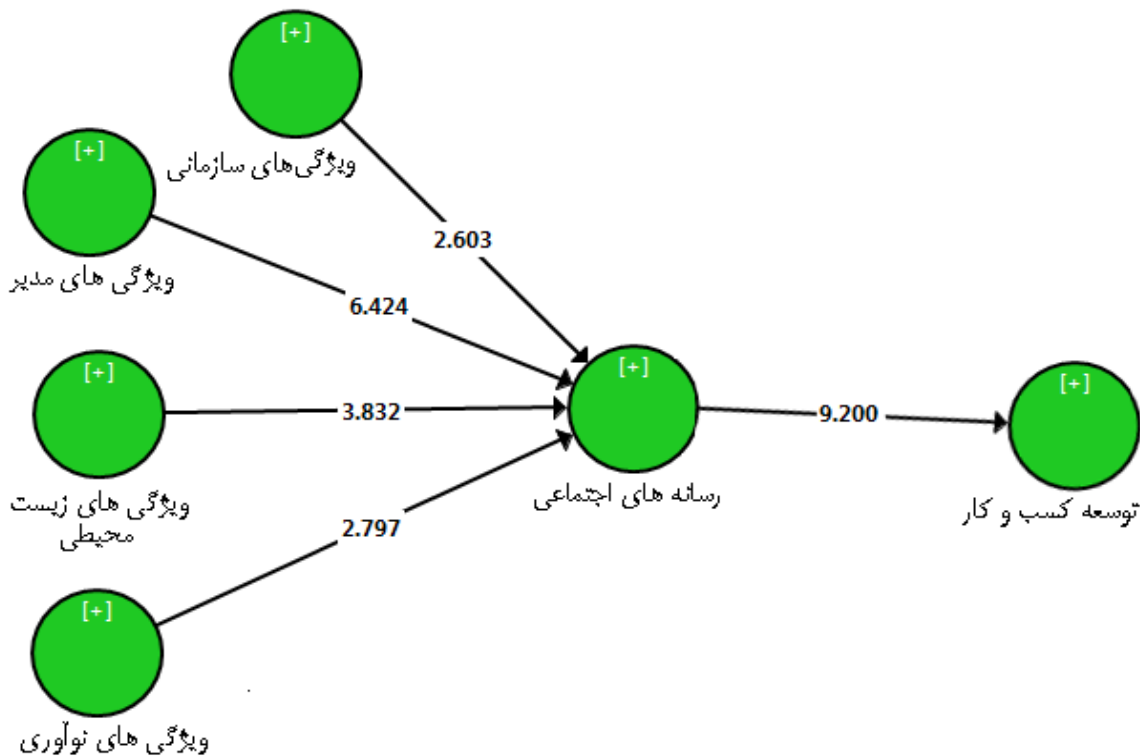 [+]
ویژگی‌های سازمانی
[+]
ویژگی های مدیر
2.603
6.424
[+]
ویژگی های زیست
محیطی
3.832
[+]
رسانه های اجتماعی
9.200
[+]
توسعه کسب و کار
2.797
[+]
ویژگی های نوآوری